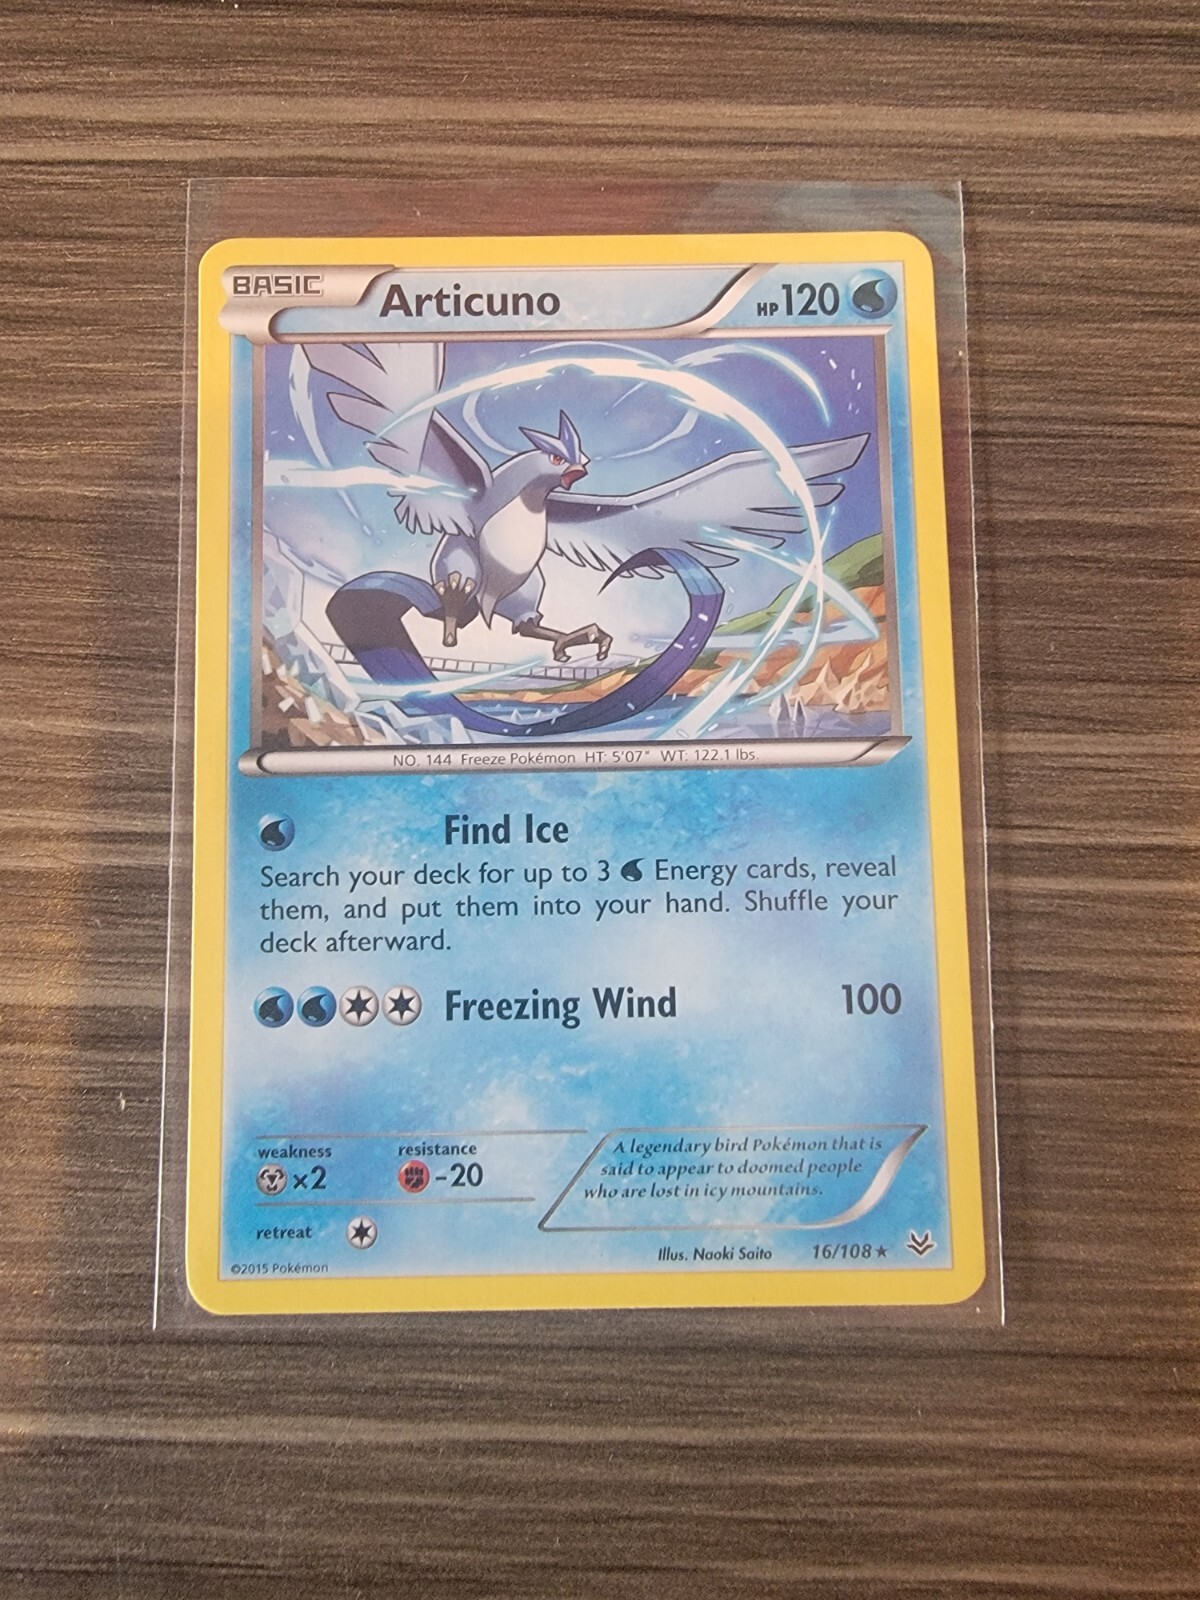 BASIC
Articuno
HP 120
NO. 144 Freeze Pokémon HT: 5'07" WT: 122.1 lbs.
Find Ice
Search your deck for up to 3 Energy cards, reveal
them, and put them into your hand. Shuffle your
deck afterward.
Freezing Wind 100
weakness
×2
resistance
-20
retreat
A legendary bird Pokémon that is
said to appear to doomed people
who are lost in icy mountains.
Illus. Naoki Saito 16/108 ★
©2015 Pokémon